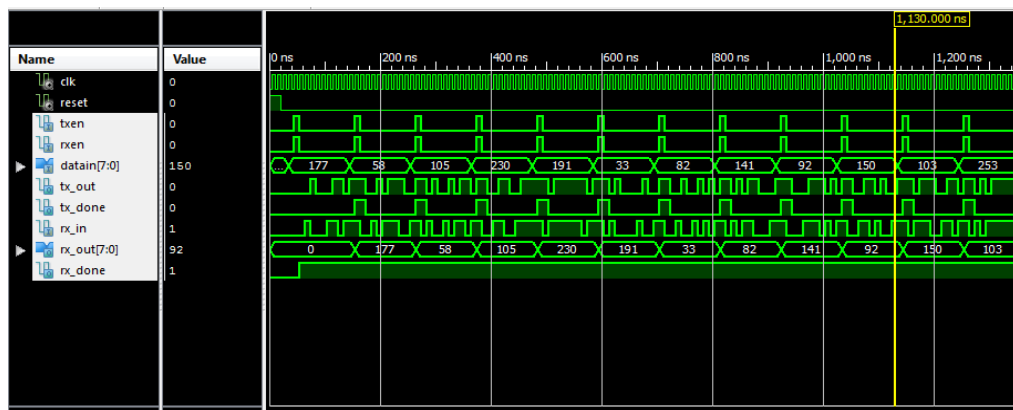 1,130.000 ns
Name Value 0 ns 200 ns 400 ns 600 ns 800 ns 1,000 ns 1,200 ns
clk 0
reset 0
txen 0
rxen 0
datain[7:0] 150 ... 177 58 105 230 191 33 82 141 92 150 103 253
tx_out 0
tx_done 0
rx_in 1
rx_out[7:0] 92 0 177 58 105 230 191 33 82 141 92 150 103
rx_done 1